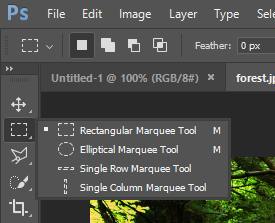 Ps File Edit Image Layer Type
Feather: 0 px
Untitled-1 @ 100% (RGB/8#) × forest.jp
Rectangular Marquee Tool M
Elliptical Marquee Tool M
Single Row Marquee Tool
Single Column Marquee Tool